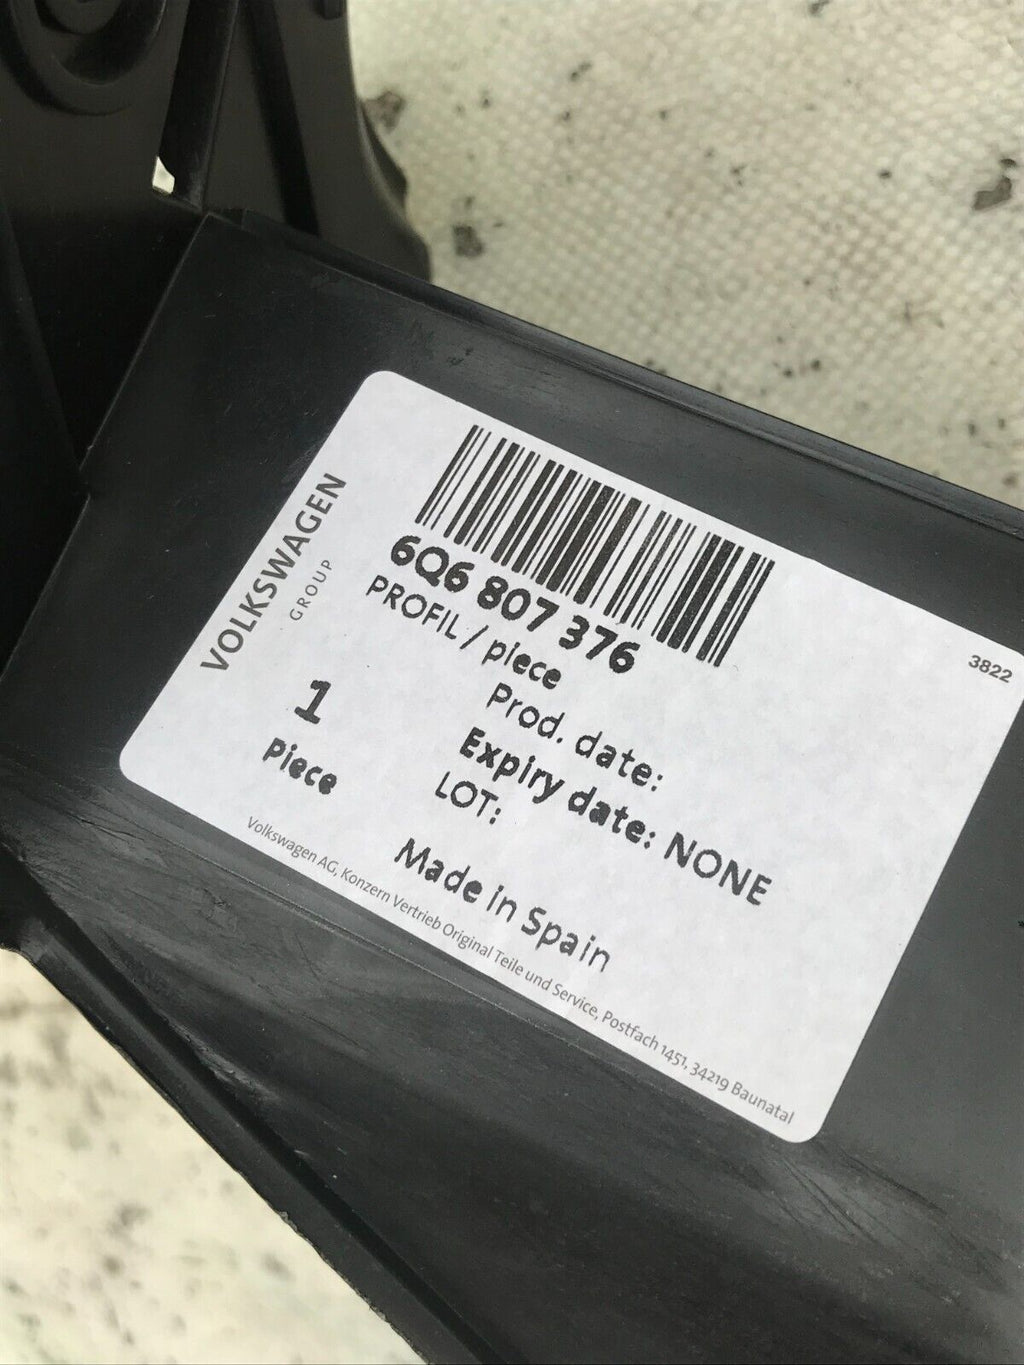 VOLKSWAGEN
GROUP
6Q6 807 376
PROFIL / piece
3822
Prod. date:
Expiry date: NONE
LOT:
1
Piece
Made in Spain
Volkswagen AG, Konzern Vertrieb Original Teile und Service, Postfach 1451, 34219 Baunatal